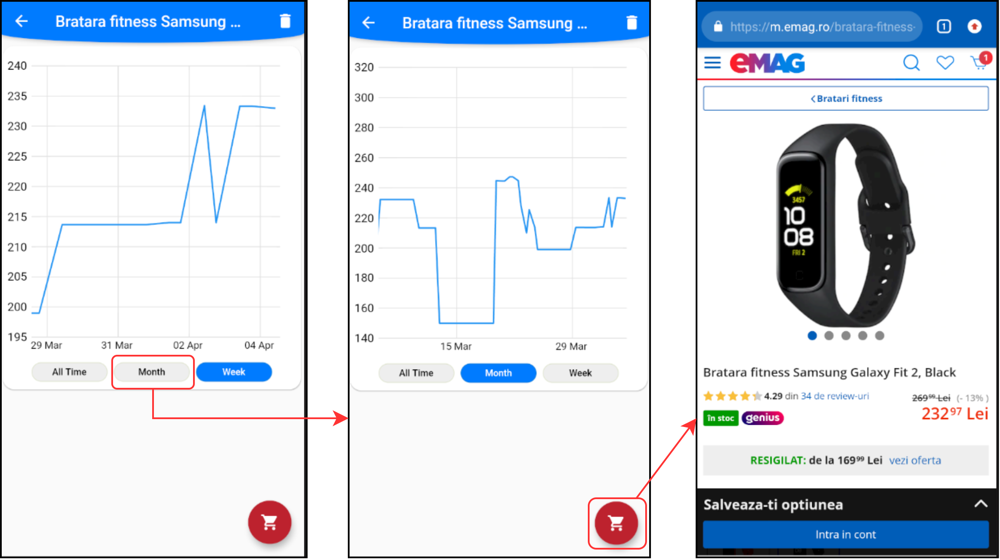 Bratara fitness Samsung ...
240
235
230
225
220
215
210
205
200
195
29 Mar 31 Mar 02 Apr 04 Apr
All Time Month Week
Bratara fitness Samsung ...
320
300
280
260
240
220
200
180
160
140
15 Mar 29 Mar
All Time Month Week
https://m.emag.ro/bratara-fitness- 1
eMAG 1
Bratari fitness
3457
10
08
FRI 2
Bratara fitness Samsung Galaxy Fit 2, Black
4.29 din 34 de review-uri
269⁹⁹ Lei (- 13% )
232⁹⁷ Lei
în stoc genius
RESIGILAT: de la 169⁹⁹ Lei vezi oferta
Salveaza-ti optiunea
Intra in cont